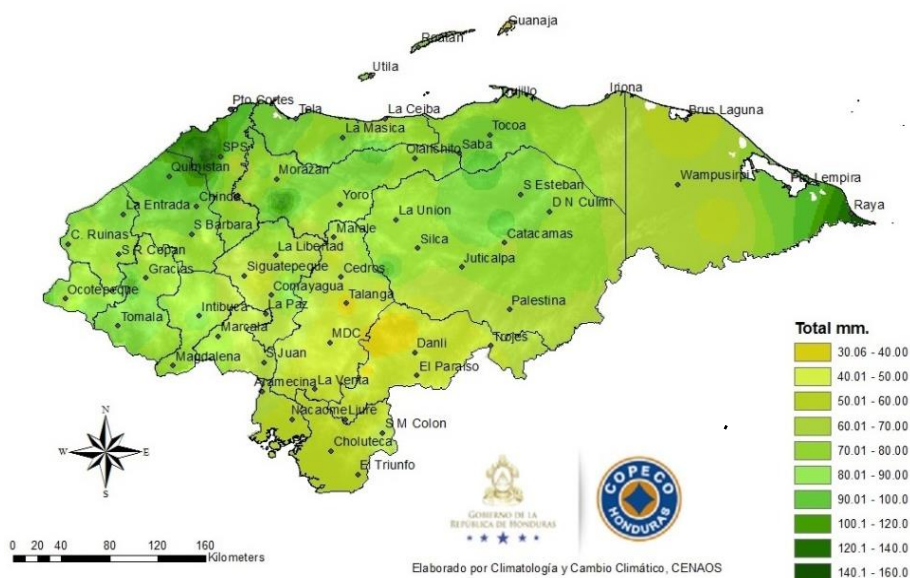 Guanaja
Roatan
Utila
Trujillo
Iriona
Pto Cortes
Tela
La Ceiba
Brus Laguna
La Masica
Tocoa
SPS
Olanchito
Saba
Quimistan
Morazan
Wampusirpi
Pto Lempira
S Esteban
Chinda
Yoro
La Entrada
La Union
D N Culmi
Raya
S Barbara
Marale
C. Ruinas
La Libertad
Silca
Catacamas
S R Copan
Gracias
Siguatepeque
Cedros
Juticalpa
Ocotepeque
Comayagua
Talanga
Intibuca
La Paz
Palestina
Tomala
Marcala
MDC
Danli
Trojes
Magdalena
S Juan
El Paraiso
Aramecina
La Venta
Nacaome
Liure
S M Colon
Choluteca
El Triunfo
Total mm.
30.06 - 40.00
40.01 - 50.00
50.01 - 60.00
60.01 - 70.00
70.01 - 80.00
80.01 - 90.00
90.01 - 100.0
100.1 - 120.0
120.1 - 140.0
140.1 - 160.0
N
W
E
S
0 20 40 80 120 160
Kilometers
GOBIERNO DE LA
REPÚBLICA DE HONDURAS
COPECO
HONDURAS
Elaborado por Climatología y Cambio Climático, CENAOS